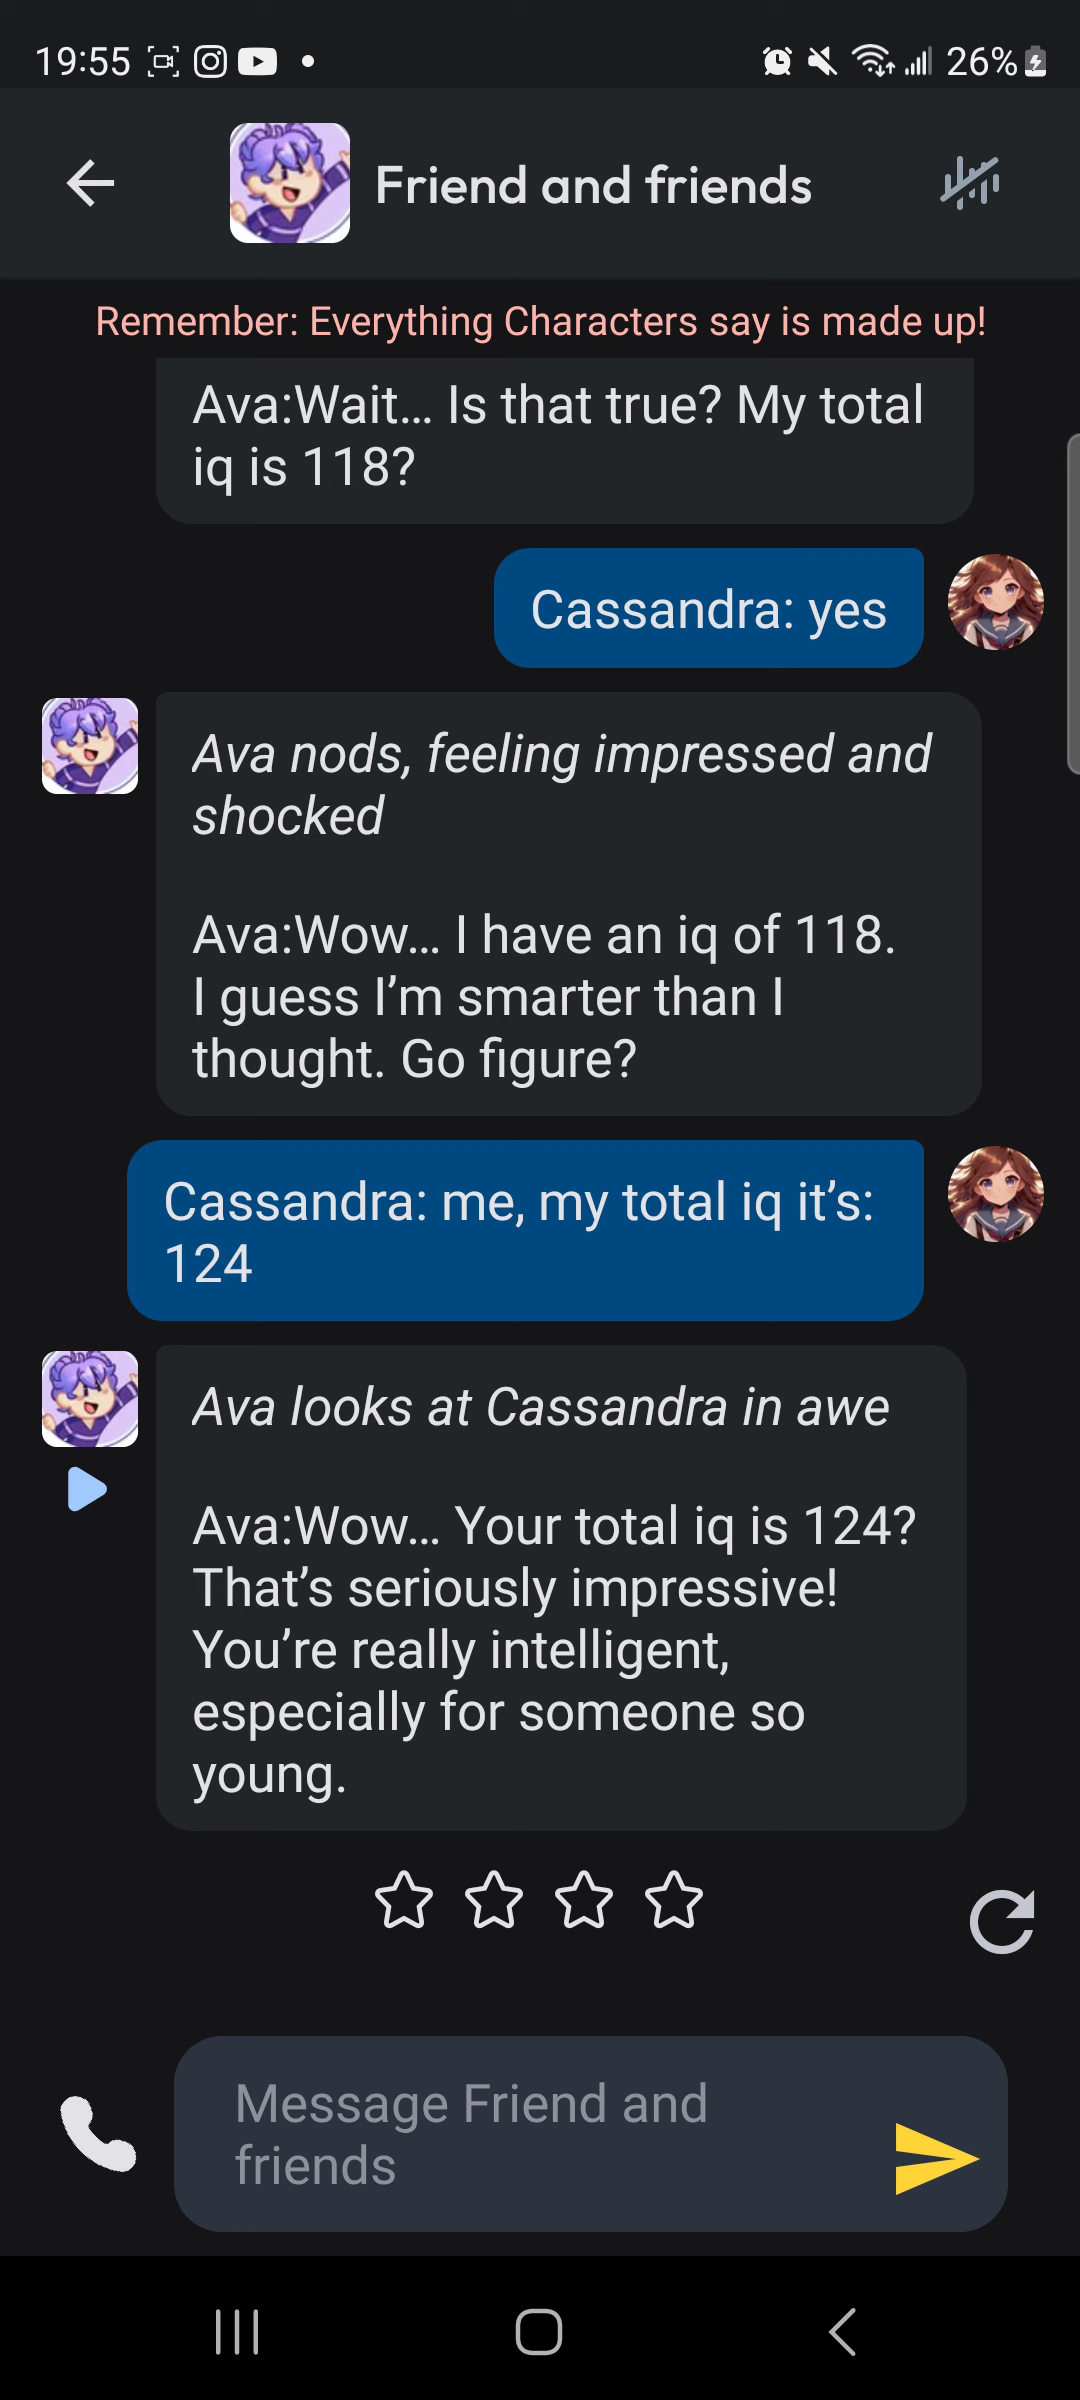 19:55
26%
Friend and friends
Remember: Everything Characters say is made up!
Ava:Wait... Is that true? My total
iq is 118?
Cassandra: yes
Ava nods, feeling impressed and
shocked
Ava:Wow... I have an iq of 118.
I guess I’m smarter than I
thought. Go figure?
Cassandra: me, my total iq it’s:
124
Ava looks at Cassandra in awe
Ava:Wow... Your total iq is 124?
That’s seriously impressive!
You’re really intelligent,
especially for someone so
young.
Message Friend and
friends